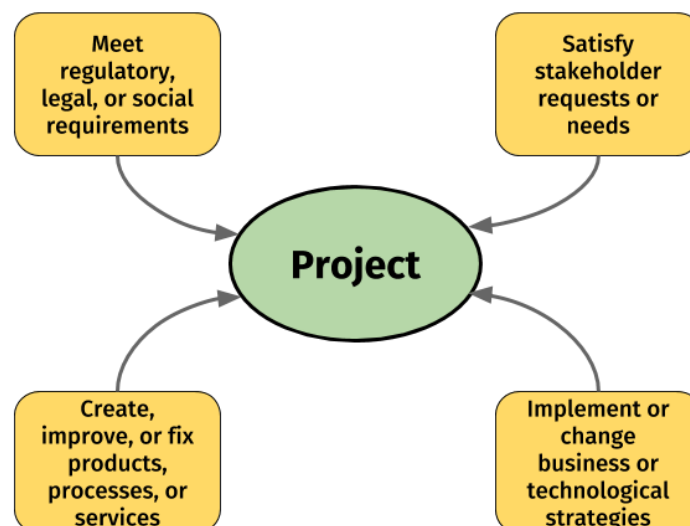 Meet
regulatory,
legal, or social
requirements
Satisfy
stakeholder
requests or
needs
Project
Create,
improve, or fix
products,
processes, or
services
Implement or
change
business or
technological
strategies